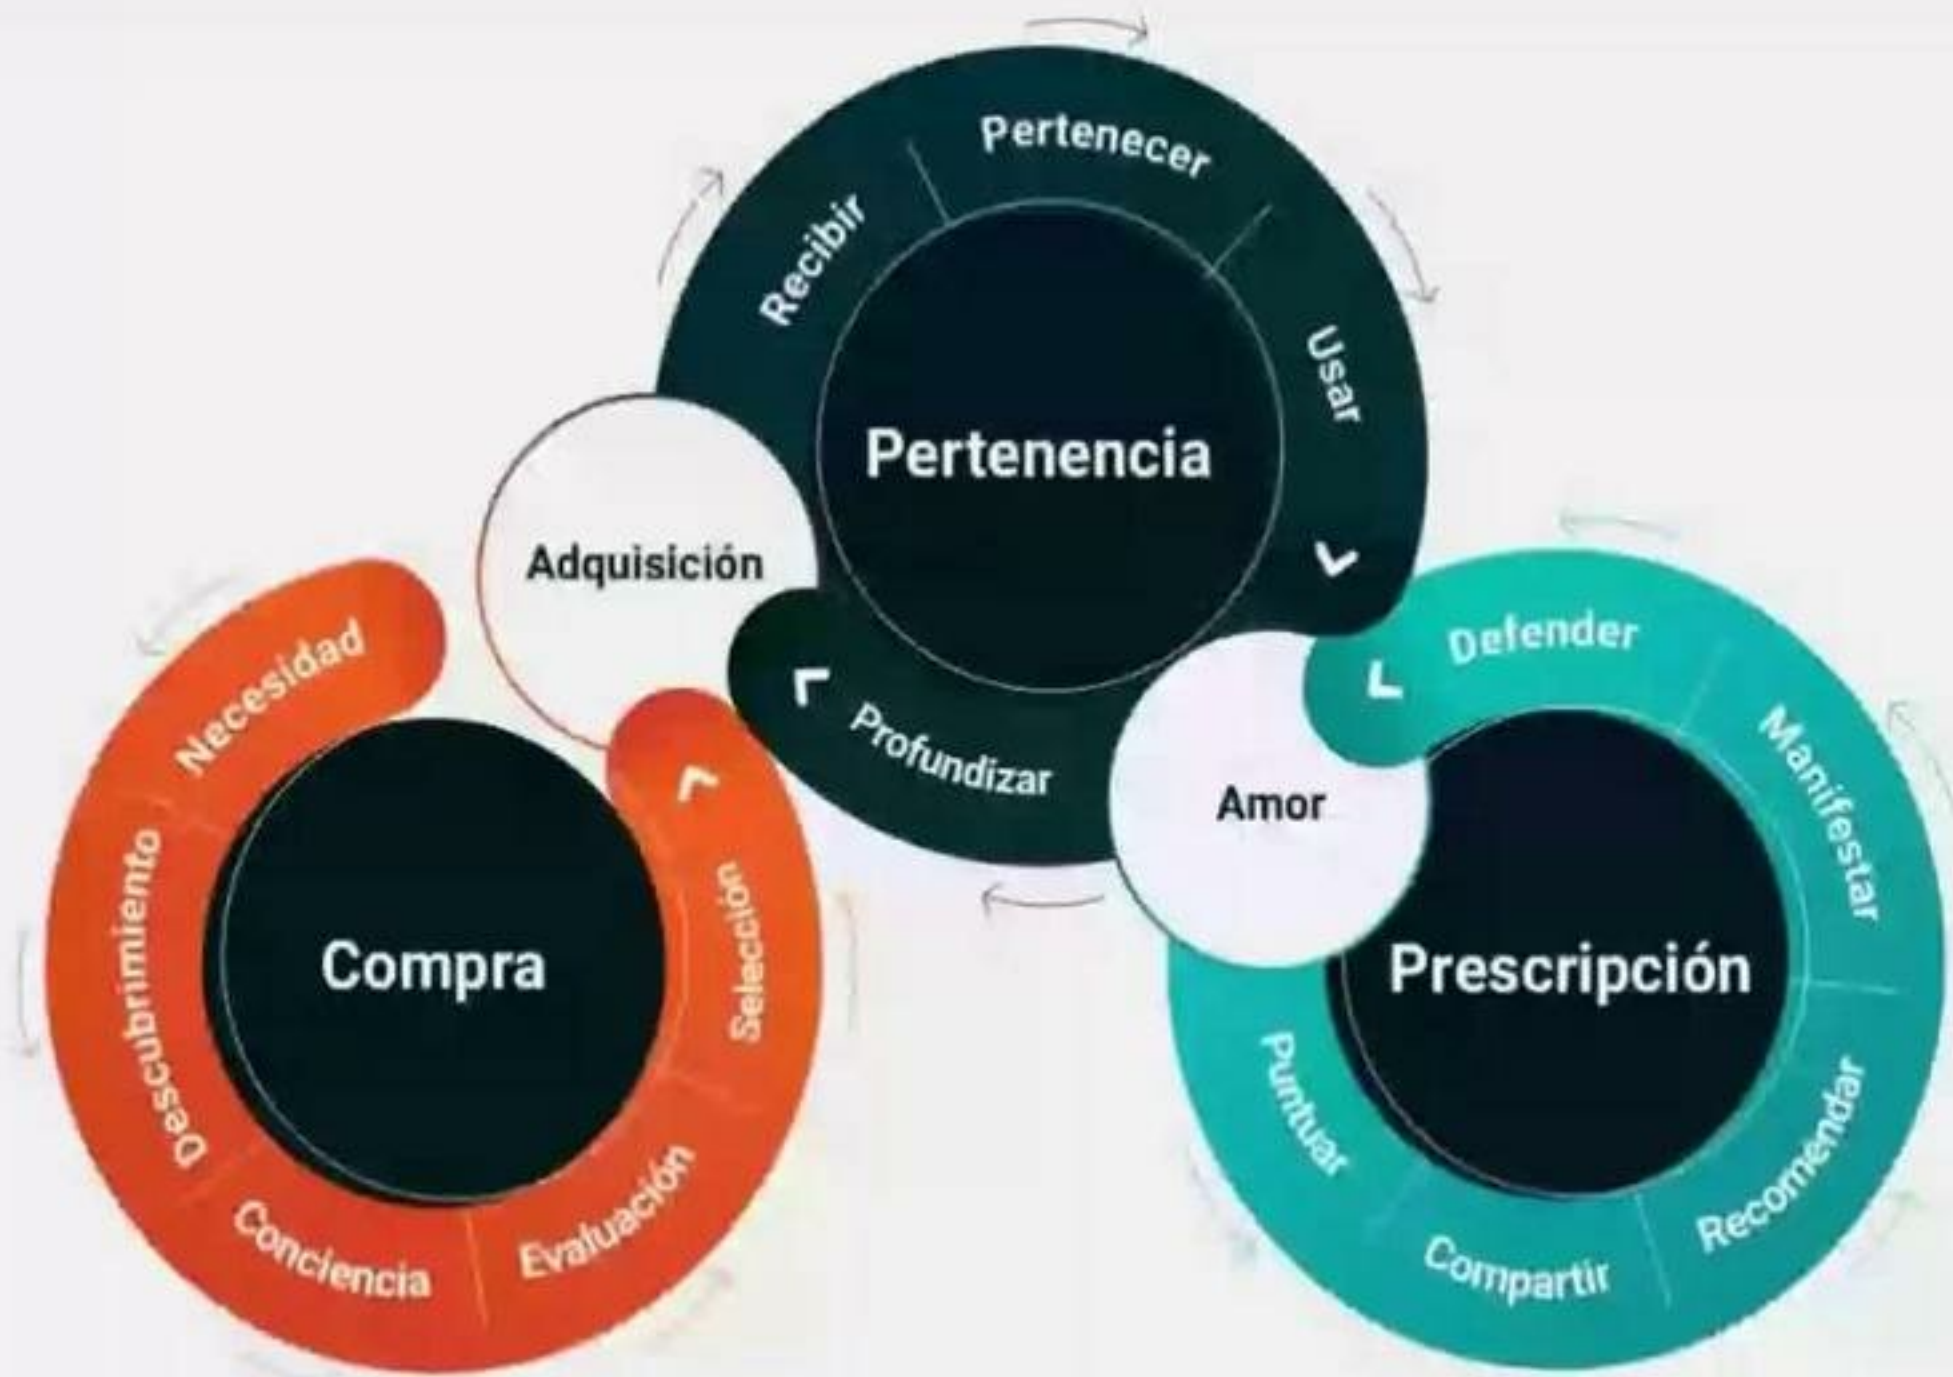 Necesidad
Descubrimiento
Conciencia
Evaluación
Selección
Compra
Adquisición
Recibir
Pertenecer
Usar
Profundizar
Pertenencia
Amor
Puntuar
Compartir
Recomendar
Manifestar
Defender
Prescripción